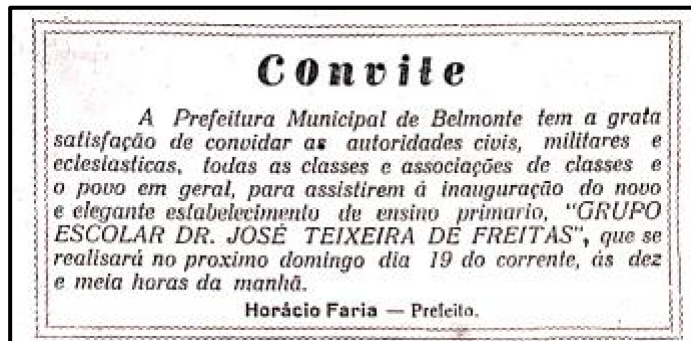 Convite
A Prefeitura Municipal de Belmonte tem a grata
satisfação de convidar as autoridades civis, militares e
eclesiasticas, todas as classes e associações de classes e
o povo em geral, para assistirem á inauguração do novo
e elegante estabelecimento de ensino primario, "GRUPO
ESCOLAR DR. JOSÉ TEIXEIRA DE FREITAS", que se
realisará no proximo domingo dia 19 do corrente, ás dez
e meia horas da manhã.
Horácio Faria — Prefeito.